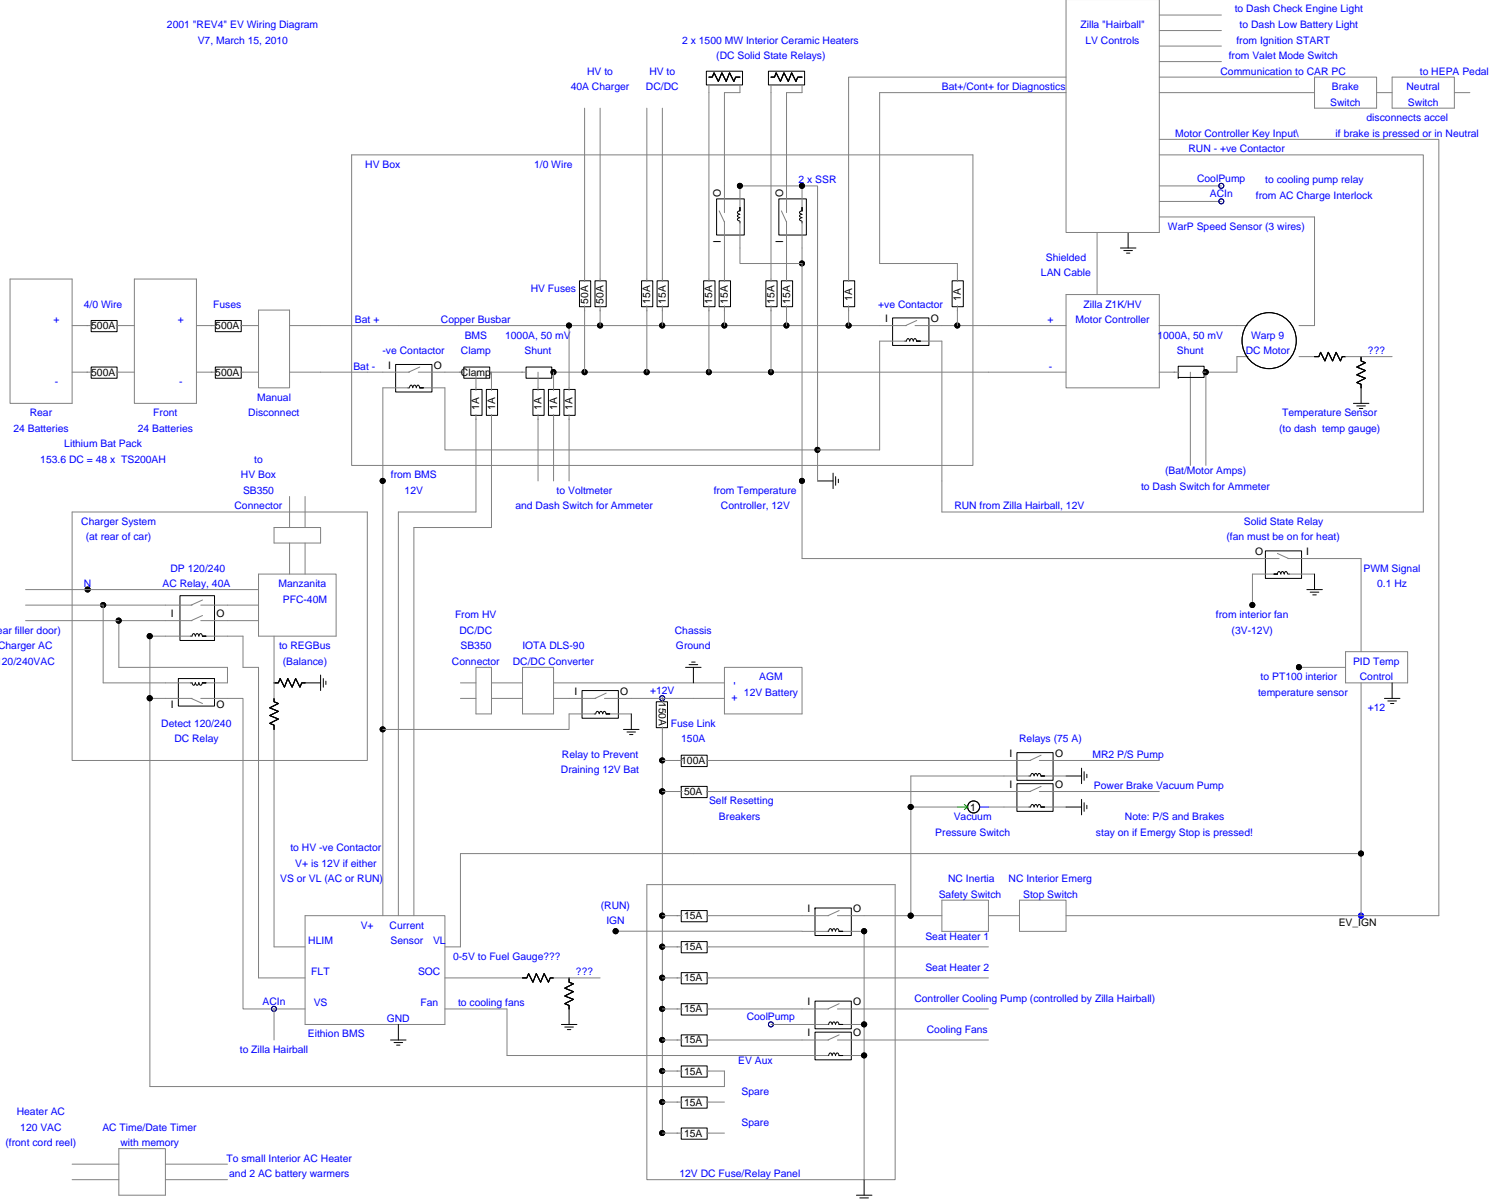 2001 "REV4" EV Wiring Diagram
V7, March 15, 2010
2 x 1500 MW Interior Ceramic Heaters
(DC Solid State Relays)
HV to
40A Charger
HV to
DC/DC
Bat+/Cont+ for Diagnostics
Zilla "Hairball"
LV Controls
to Dash Check Engine Light
to Dash Low Battery Light
from Ignition START
from Valet Mode Switch
Communication to CAR PC
to HEPA Pedal
Brake
Switch
Neutral
Switch
disconnects accel
if brake is pressed or in Neutral
Motor Controller Key Input\
RUN - +ve Contactor
CoolPump
to cooling pump relay
ACIn
from AC Charge Interlock
WarP Speed Sensor (3 wires)
Shielded
LAN Cable
HV Box
1/0 Wire
2 x SSR
O
I
O
I
HV Fuses
50A
50A
15A
15A
15A
15A
15A
15A
1A
1A
+ve Contactor
I
O
4/0 Wire
Fuses
500A
500A
500A
500A
+
-
+
-
Rear
24 Batteries
Front
24 Batteries
Lithium Bat Pack
153.6 DC = 48 x TS200AH
Manual
Disconnect
Bat +
Bat -
Copper Busbar
-ve Contactor
I
O
BMS
Clamp
Clamp
1000A, 50 mV
Shunt
1A
1A
1A
1A
1A
+
-
Zilla Z1K/HV
Motor Controller
1000A, 50 mV
Shunt
Warp 9
DC Motor
???
Temperature Sensor
(to dash temp gauge)
(Bat/Motor Amps)
to Dash Switch for Ammeter
from BMS
12V
to Voltmeter
and Dash Switch for Ammeter
from Temperature
Controller, 12V
RUN from Zilla Hairball, 12V
to
HV Box
SB350
Connector
Charger System
(at rear of car)
DP 120/240
AC Relay, 40A
N
I
O
Manzanita
PFC-40M
ear filler door)
Charger AC
20/240VAC
to REGBus
(Balance)
I
O
Detect 120/240
DC Relay
Solid State Relay
(fan must be on for heat)
O
I
PWM Signal
0.1 Hz
from interior fan
(3V-12V)
PID Temp
Control
to PT100 interior
temperature sensor
+12
From HV
DC/DC
SB350
Connector
IOTA DLS-90
DC/DC Converter
Chassis
Ground
AGM
12V Battery
-
+
I
O
+12V
150A
Fuse Link
150A
Relay to Prevent
Draining 12V Bat
100A
50A
Self Resetting
Breakers
Relays (75 A)
I
O
I
O
MR2 P/S Pump
Power Brake Vacuum Pump
1
Vacuum
Pressure Switch
Note: P/S and Brakes
stay on if Emergy Stop is pressed!
to HV -ve Contactor
V+ is 12V if either
VS or VL (AC or RUN)
V+
Current
Sensor
VL
HLIM
FLT
SOC
VS
Fan
GND
Eithion BMS
ACIn
to Zilla Hairball
0-5V to Fuel Gauge???
???
to cooling fans
(RUN)
IGN
15A
15A
15A
15A
15A
15A
15A
15A
I
O
NC Inertia
Safety Switch
NC Interior Emerg
Stop Switch
EV_IGN
Seat Heater 1
Seat Heater 2
I
O
Controller Cooling Pump (controlled by Zilla Hairball)
CoolPump
I
O
Cooling Fans
EV Aux
Spare
Spare
12V DC Fuse/Relay Panel
Heater AC
120 VAC
(front cord reel)
AC Time/Date Timer
with memory
To small Interior AC Heater
and 2 AC battery warmers